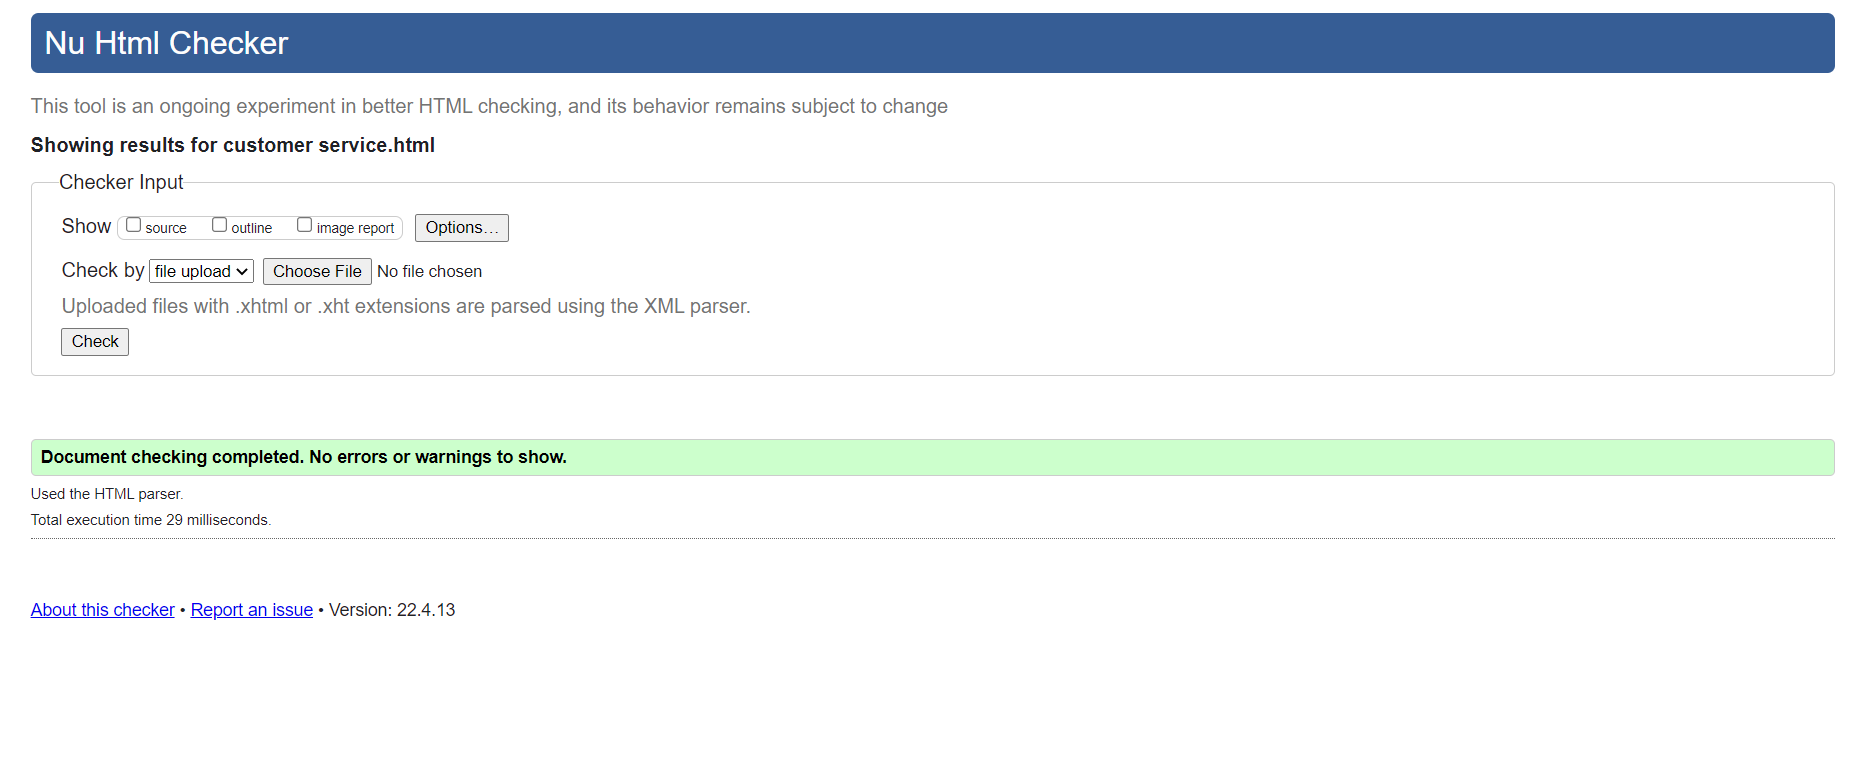 Nu Html Checker
This tool is an ongoing experiment in better HTML checking, and its behavior remains subject to change
Showing results for customer service.html
Checker Input
Show source outline image report Options…
Check by file upload Choose File No file chosen
Uploaded files with .xhtml or .xht extensions are parsed using the XML parser.
Check
Document checking completed. No errors or warnings to show.
Used the HTML parser.
Total execution time 29 milliseconds.
About this checker • Report an issue • Version: 22.4.13